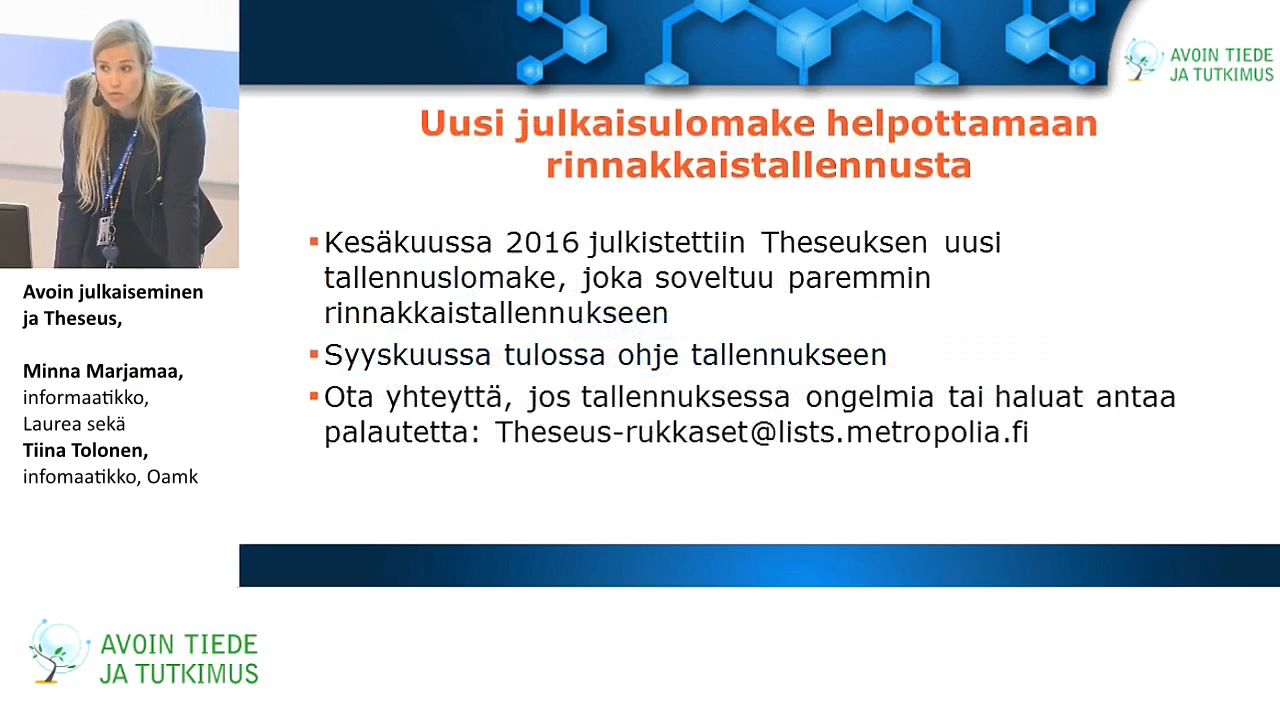 AVOIN TIEDE
JA TUTKIMUS
Uusi julkaisulomake helpottamaan
rinnakkaistallennusta
Kesäkuussa 2016 julkistettiin Theseuksen uusi
tallennuslomake, joka soveltuu paremmin
rinnakkaistallennukseen
Syyskuussa tulossa ohje tallennukseen
Ota yhteyttä, jos tallennuksessa ongelmia tai haluat antaa
palautetta: Theseus-rukkaset@lists.metropolia.fi
Avoin julkaiseminen
ja Theseus,
Minna Marjamaa,
informaatikko,
Laurea sekä
Tiina Tolonen,
infomaatikko, Oamk
AVOIN TIEDE
JA TUTKIMUS